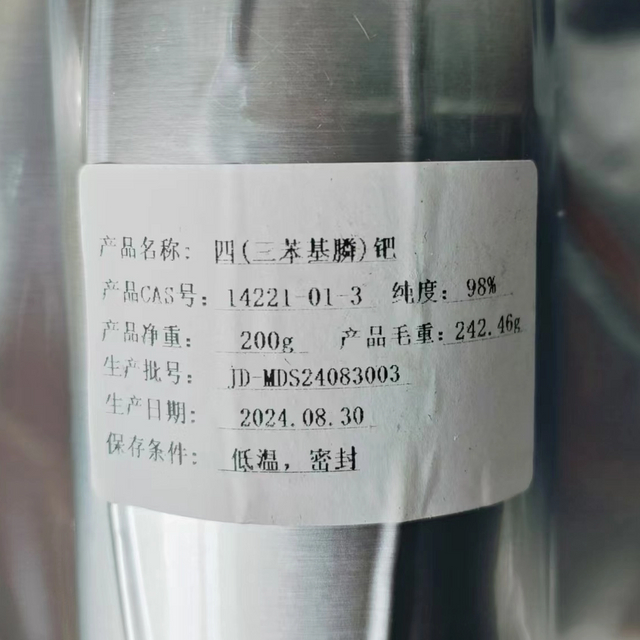 产品名称: 四(三苯基膦)钯
产品CAS号: 14221-01-3 纯度: 98%
产品净重: 200g 产品毛重: 242.46g
生产批号: JD-MDS24083003
生产日期: 2024.08.30
保存条件: 低温, 密封